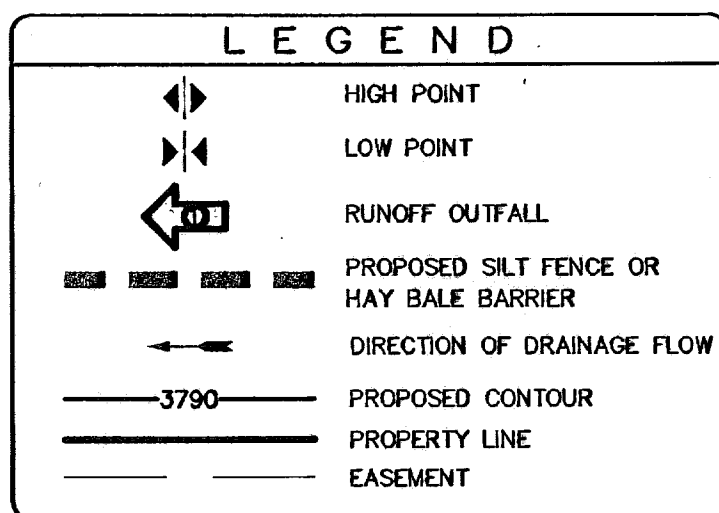 L E G E N D
HIGH POINT
LOW POINT
1 RUNOFF OUTFALL
PROPOSED SILT FENCE OR
HAY BALE BARRIER
DIRECTION OF DRAINAGE FLOW
3790 PROPOSED CONTOUR
PROPERTY LINE
EASEMENT